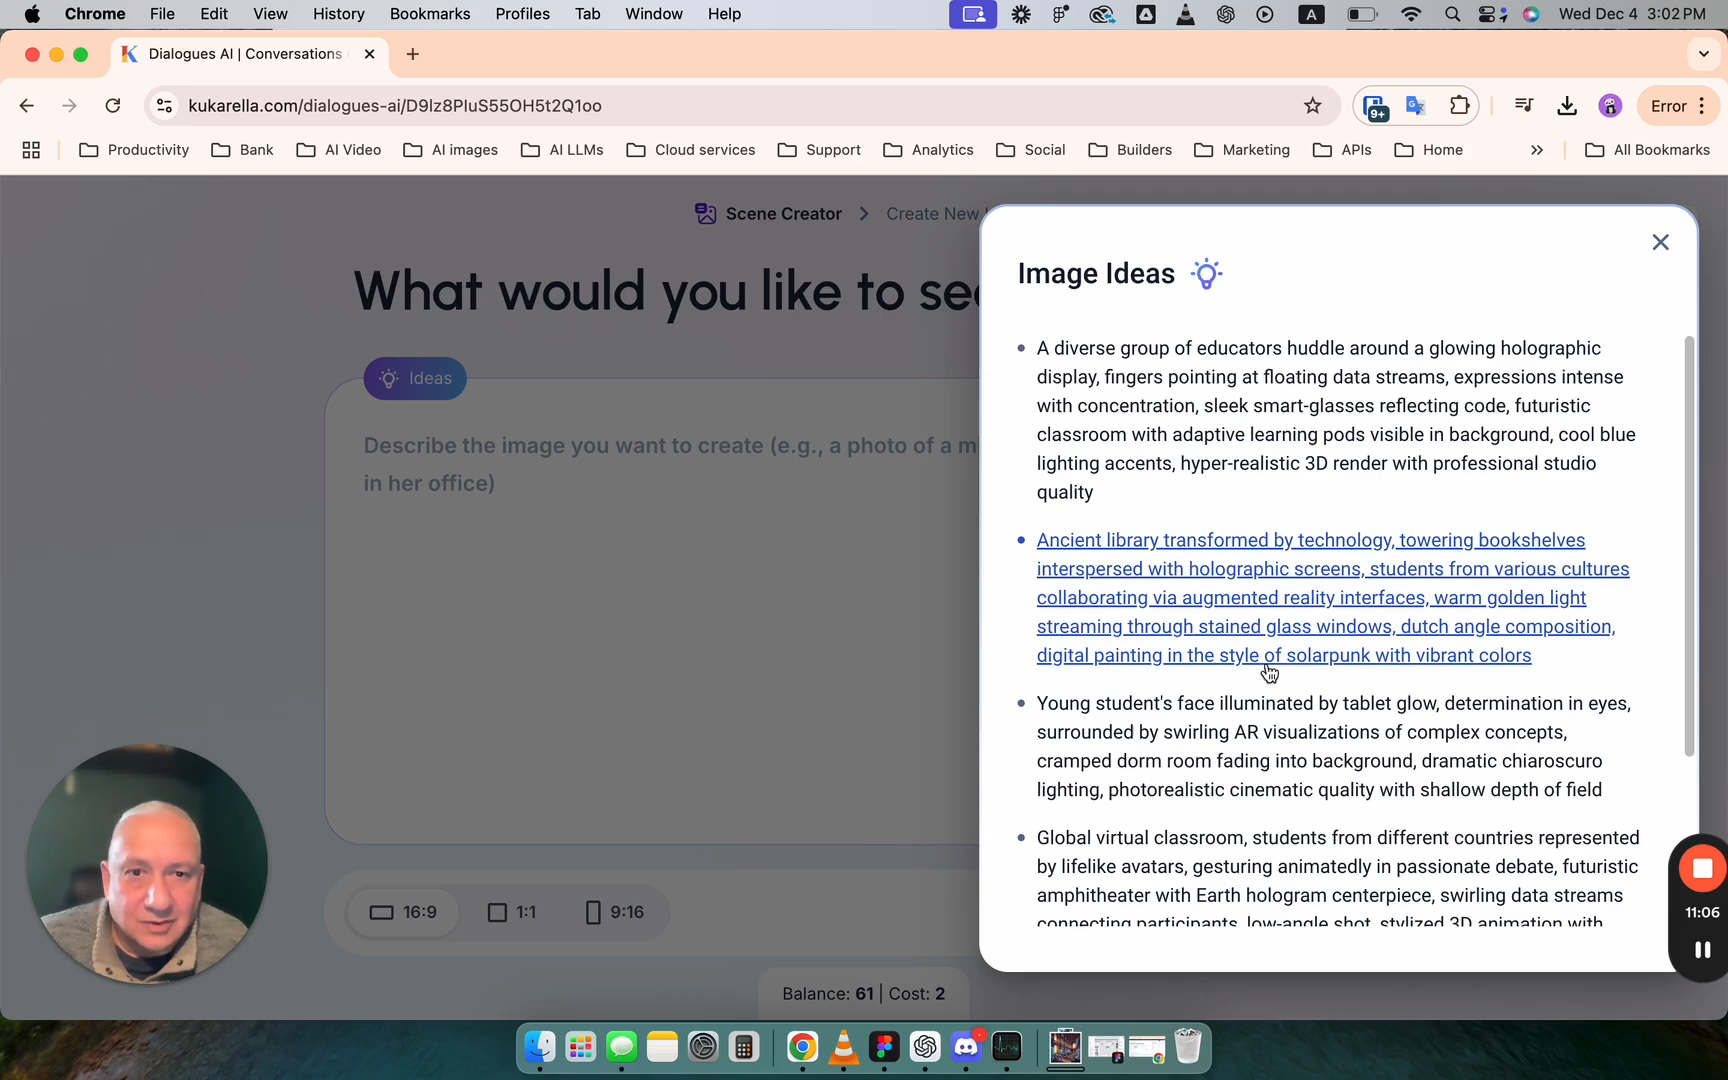 Chrome File Edit View History Bookmarks Profiles Tab Window Help A Wed Dec 4 3:02 PM
Dialogues AI | Conversations
kukarella.com/dialogues-ai/D9lz8PIuS55OH5t2Q1oo 9+ Error
Productivity Bank AI Video AI images AI LLMs Cloud services Support Analytics Social Builders Marketing APIs Home All Bookmarks
Scene Creator Create New
What would you like to se
Ideas
Describe the image you want to create (e.g., a photo of a
in her office)
16:9 1:1 9:16
Balance: 61 | Cost: 2
Image Ideas
A diverse group of educators huddle around a glowing holographic
display, fingers pointing at floating data streams, expressions intense
with concentration, sleek smart-glasses reflecting code, futuristic
classroom with adaptive learning pods visible in background, cool blue
lighting accents, hyper-realistic 3D render with professional studio
quality
Ancient library transformed by technology, towering bookshelves
interspersed with holographic screens, students from various cultures
collaborating via augmented reality interfaces, warm golden light
streaming through stained glass windows, dutch angle composition,
digital painting in the style of solarpunk with vibrant colors
Young student's face illuminated by tablet glow, determination in eyes,
surrounded by swirling AR visualizations of complex concepts,
cramped dorm room fading into background, dramatic chiaroscuro
lighting, photorealistic cinematic quality with shallow depth of field
Global virtual classroom, students from different countries represented
by lifelike avatars, gesturing animatedly in passionate debate, futuristic
amphitheater with Earth hologram centerpiece, swirling data streams
connecting participants, low-angle shot, stylized 3D animation with
11:06